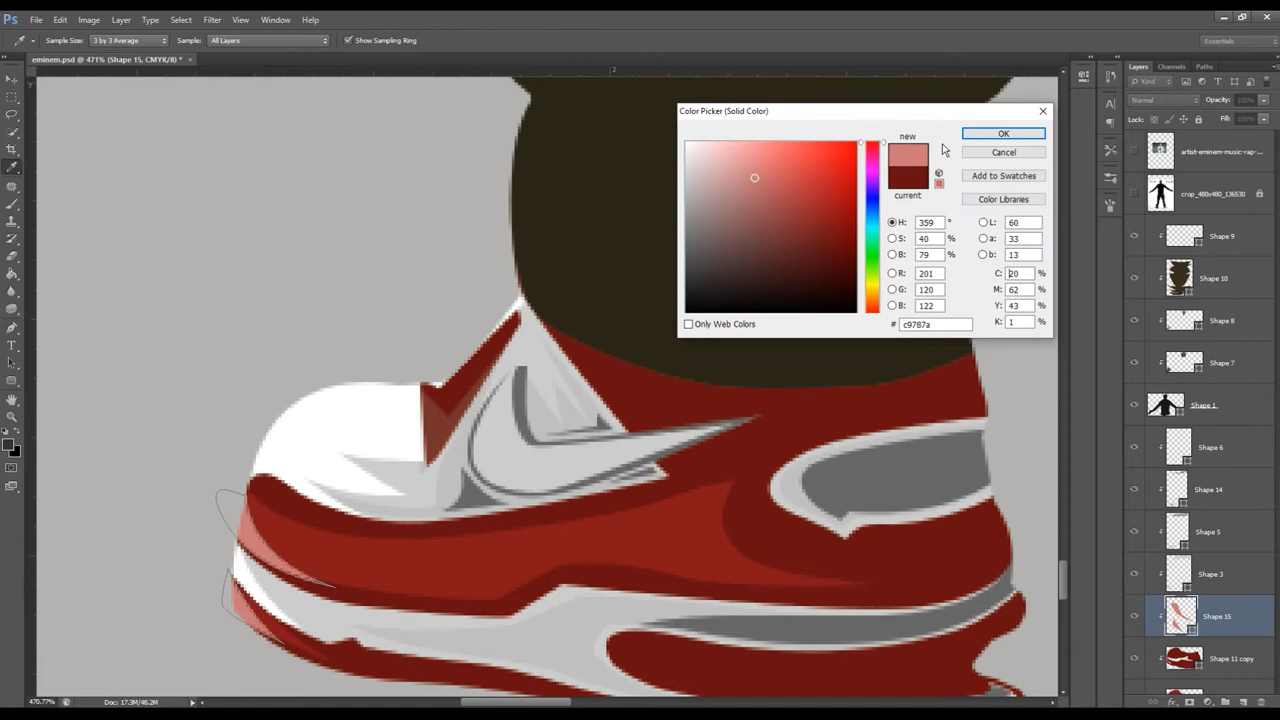 Ps File Edit Image Layer Type Select Filter View Window Help
Sample Size: 3 by 3 Average Sample: All Layers Show Sampling Ring Essentials
eminem.psd @ 471% (Shape 15, CMYK/8) * ×
2
7
Color Picker (Solid Color)
new
current
OK
Cancel
Add to Swatches
Color Libraries
H: 359 °
S: 40 %
B: 79 %
R: 201
G: 120
B: 122
# c9787a
L: 60
a: 33
b: 13
C: 20 %
M: 62 %
Y: 43 %
K: 1 %
Only Web Colors
Layers Channels Paths
Kind
Normal Opacity: 100%
Lock: Fill: 100%
artist-eminem-music-rap-...
crop_480x480_136530
Shape 9
Shape 10
Shape 8
Shape 7
Shape 1
Shape 6
Shape 14
Shape 5
Shape 3
Shape 15
Shape 11 copy
470.77% Doc: 17.3M/48.2M